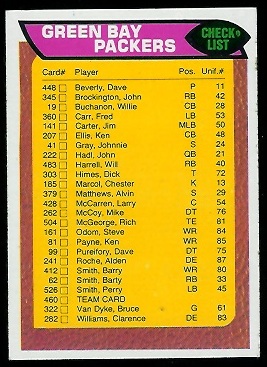 GREEN BAY PACKERS
CHECK LIST
Card# Player Pos. Unif.#
448 Beverly, Dave P 11
345 Brockington, John RB 42
19 Buchanon, Willie CB 28
360 Carr, Fred LB 53
141 Carter, Jim MLB 50
207 Ellis, Ken CB 48
41 Gray, Johnnie S 24
222 Hadl, John QB 21
483 Harrell, Will RB 40
303 Himes, Dick T 72
185 Marcol, Chester K 13
379 Matthews, Alvin S 29
428 McCarren, Larry C 54
262 McCoy, Mike DT 76
504 McGeorge, Rich TE 81
161 Odom, Steve WR 84
81 Payne, Ken WR 85
99 Pureifory, Dave DT 75
241 Roche, Alden DE 87
412 Smith, Barry WR 80
62 Smith, Barty RB 33
526 Smith, Perry LB 45
460 TEAM CARD
322 Van Dyke, Bruce G 61
282 Williams, Clarence DE 83